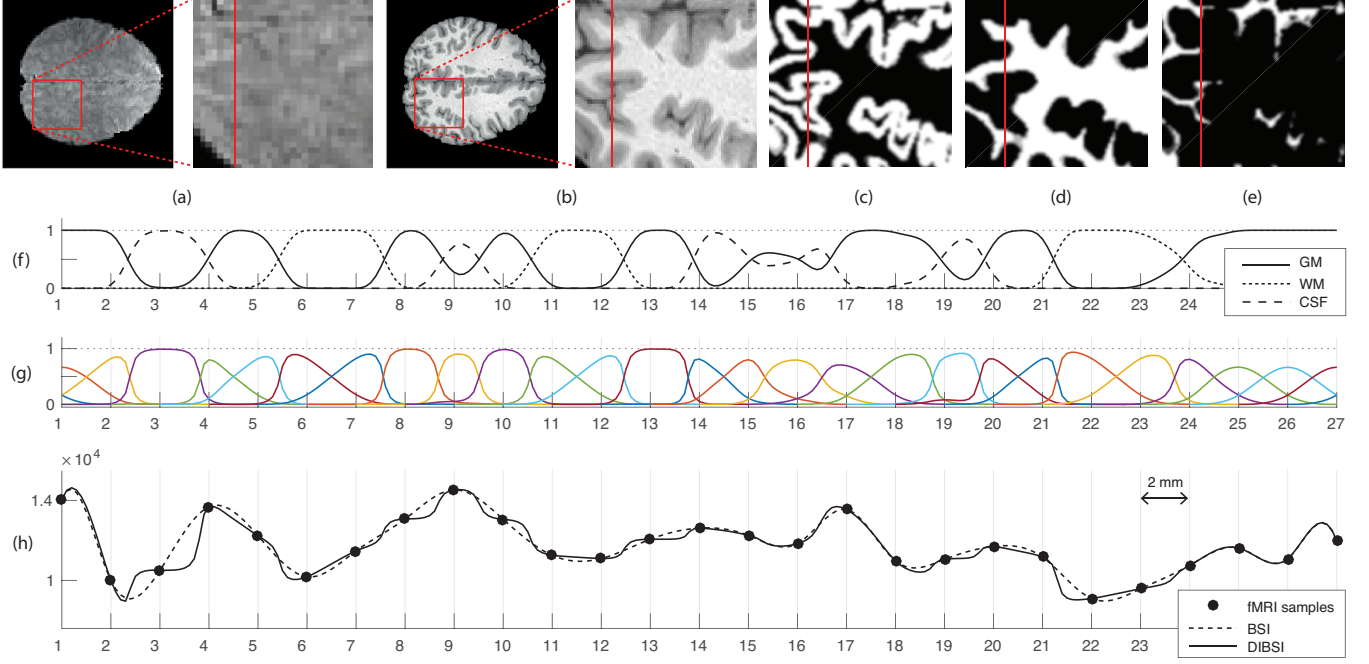 (a) (b) (c) (d) (e)
(f)
1
0
1 2 3 4 5 6 7 8 9 10 11 12 13 14 15 16 17 18 19 20 21 22 23 24
GM
WM
CSF
(g)
1
0
1 2 3 4 5 6 7 8 9 10 11 12 13 14 15 16 17 18 19 20 21 22 23 24 25 26 27
(h)
×10⁴
1.4
1
2 mm
1 2 3 4 5 6 7 8 9 10 11 12 13 14 15 16 17 18 19 20 21 22 23
fMRI samples
BSI
DIBSI